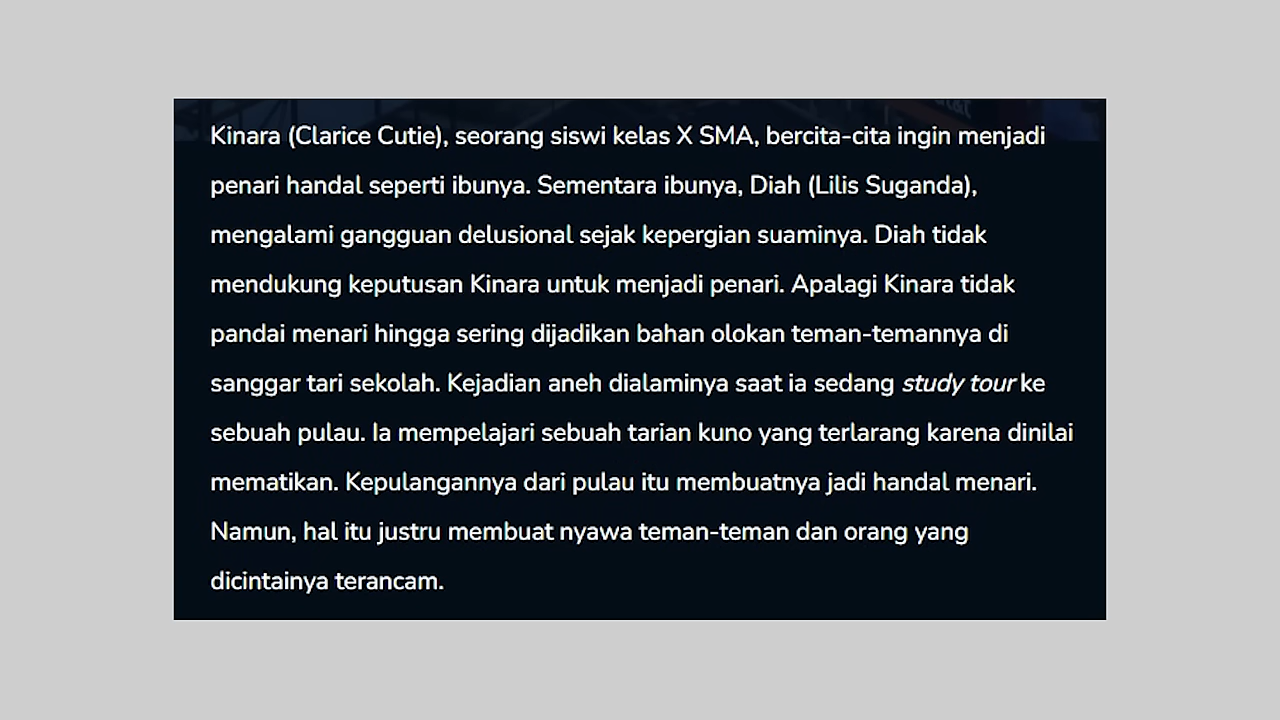 Kinara (Clarice Cutie), seorang siswi kelas X SMA, bercita-cita ingin menjadi
penari handal seperti ibunya. Sementara ibunya, Diah (Lilis Suganda),
mengalami gangguan delusional sejak kepergian suaminya. Diah tidak
mendukung keputusan Kinara untuk menjadi penari. Apalagi Kinara tidak
pandai menari hingga sering dijadikan bahan olokan teman-temannya di
sanggar tari sekolah. Kejadian aneh dialaminya saat ia sedang study tour ke
sebuah pulau. Ia mempelajari sebuah tarian kuno yang terlarang karena dinilai
mematikan. Kepulangannya dari pulau itu membuatnya jadi handal menari.
Namun, hal itu justru membuat nyawa teman-teman dan orang yang
dicintainya terancam.